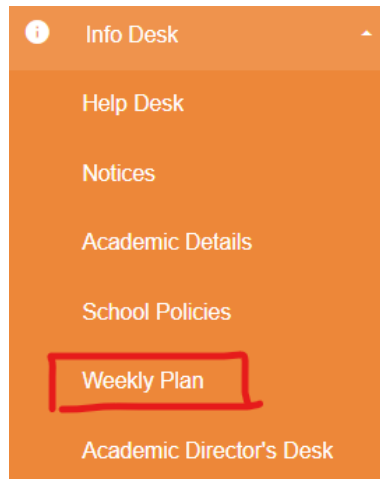 Info Desk
Help Desk
Notices
Academic Details
School Policies
Weekly Plan
Academic Director's Desk